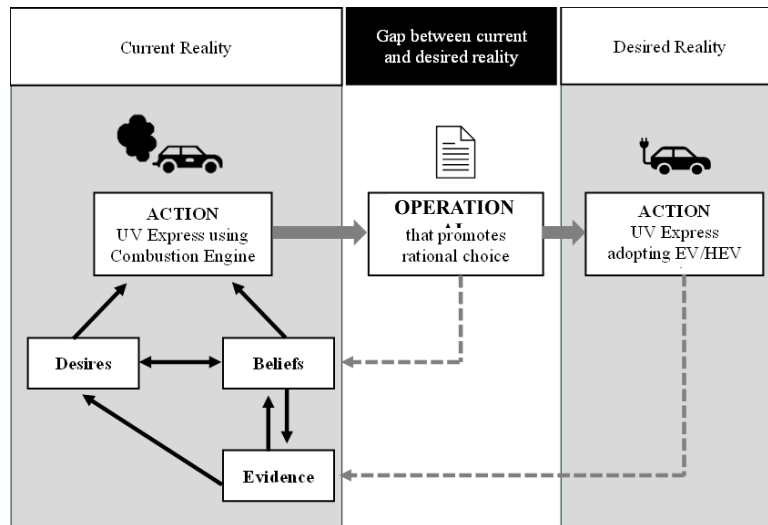 Current Reality
Gap between current
and desired reality
Desired Reality
ACTION
UV Express using
Combustion Engine
OPERATION
that promotes
rational choice
ACTION
UV Express
adopting EV/HEV
Desires
Beliefs
Evidence